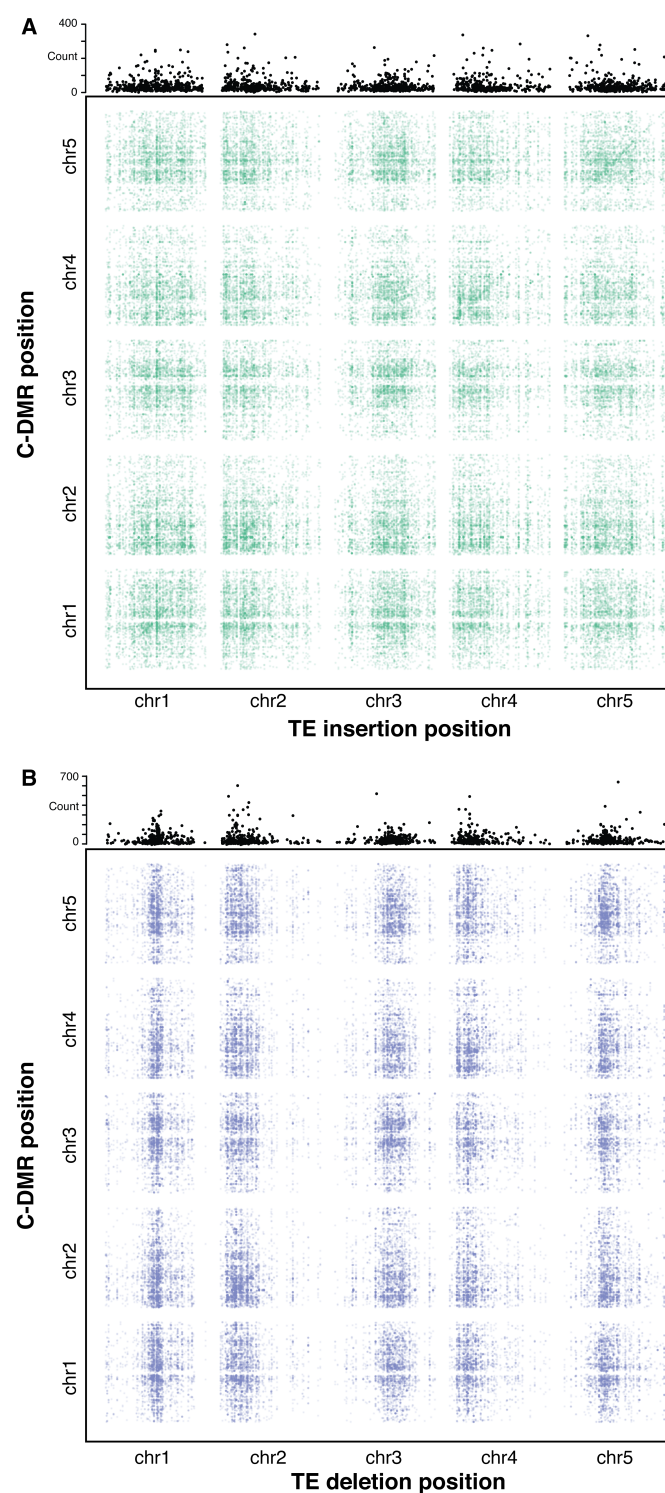 A
400
Count
0
chr5
chr4
chr3
chr2
chr1
C-DMR position
chr1 chr2 chr3 chr4 chr5
TE insertion position
B
700
Count
0
chr5
chr4
chr3
chr2
chr1
C-DMR position
chr1 chr2 chr3 chr4 chr5
TE deletion position